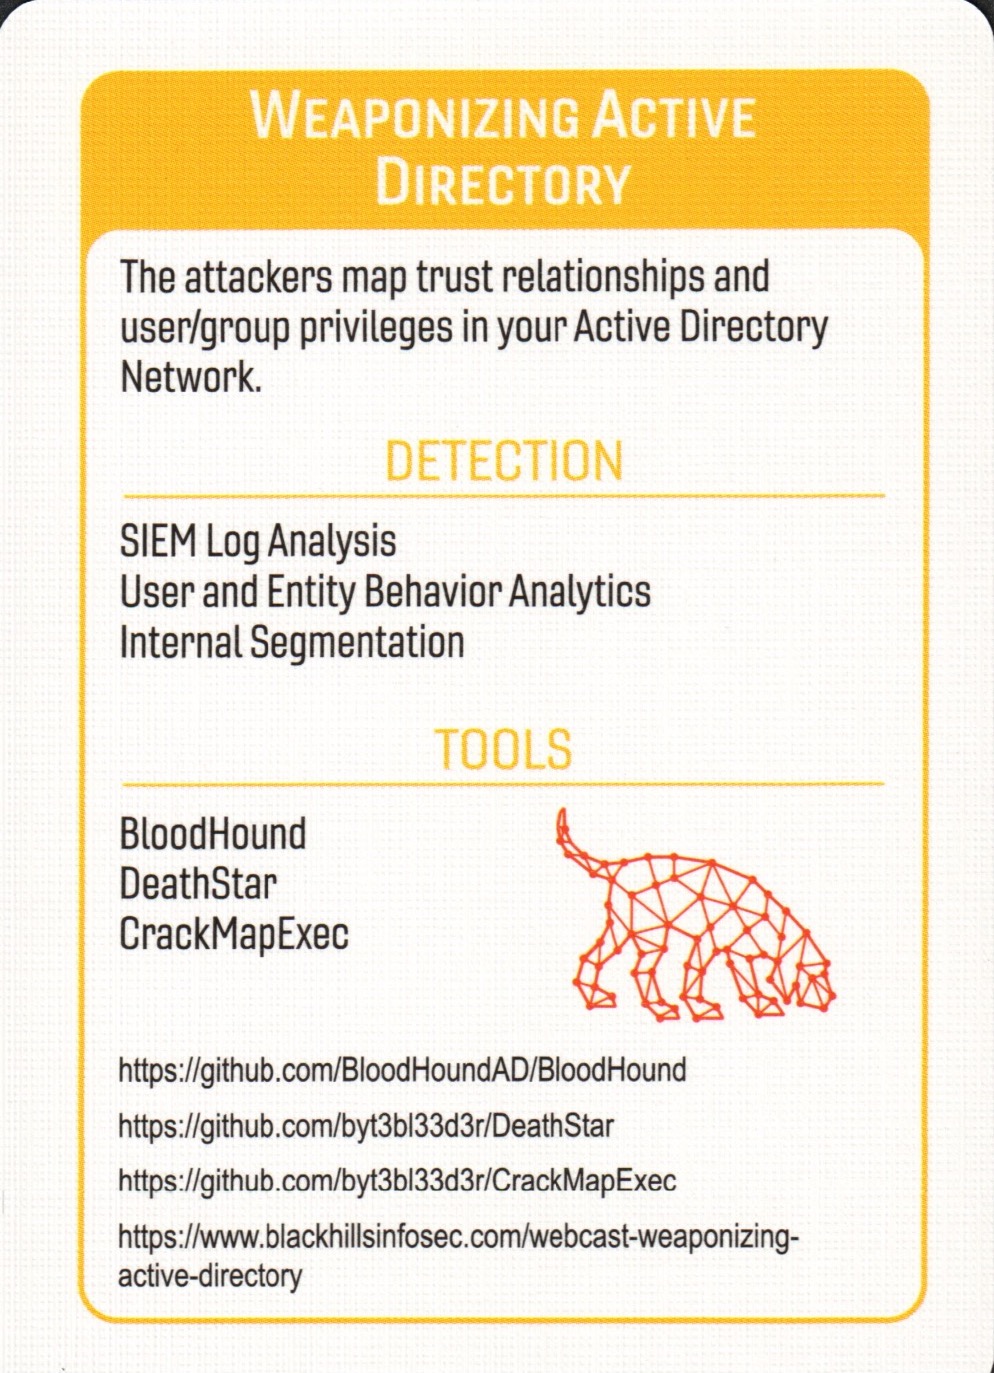 Weaponizing Active
Directory
The attackers map trust relationships and
user/group privileges in your Active Directory
Network.
DETECTION
SIEM Log Analysis
User and Entity Behavior Analytics
Internal Segmentation
TOOLS
BloodHound
DeathStar
CrackMapExec
https://github.com/BloodHoundAD/BloodHound
https://github.com/byt3bl33d3r/DeathStar
https://github.com/byt3bl33d3r/CrackMapExec
https://www.blackhillsinfosec.com/webcast-weaponizing-
active-directory